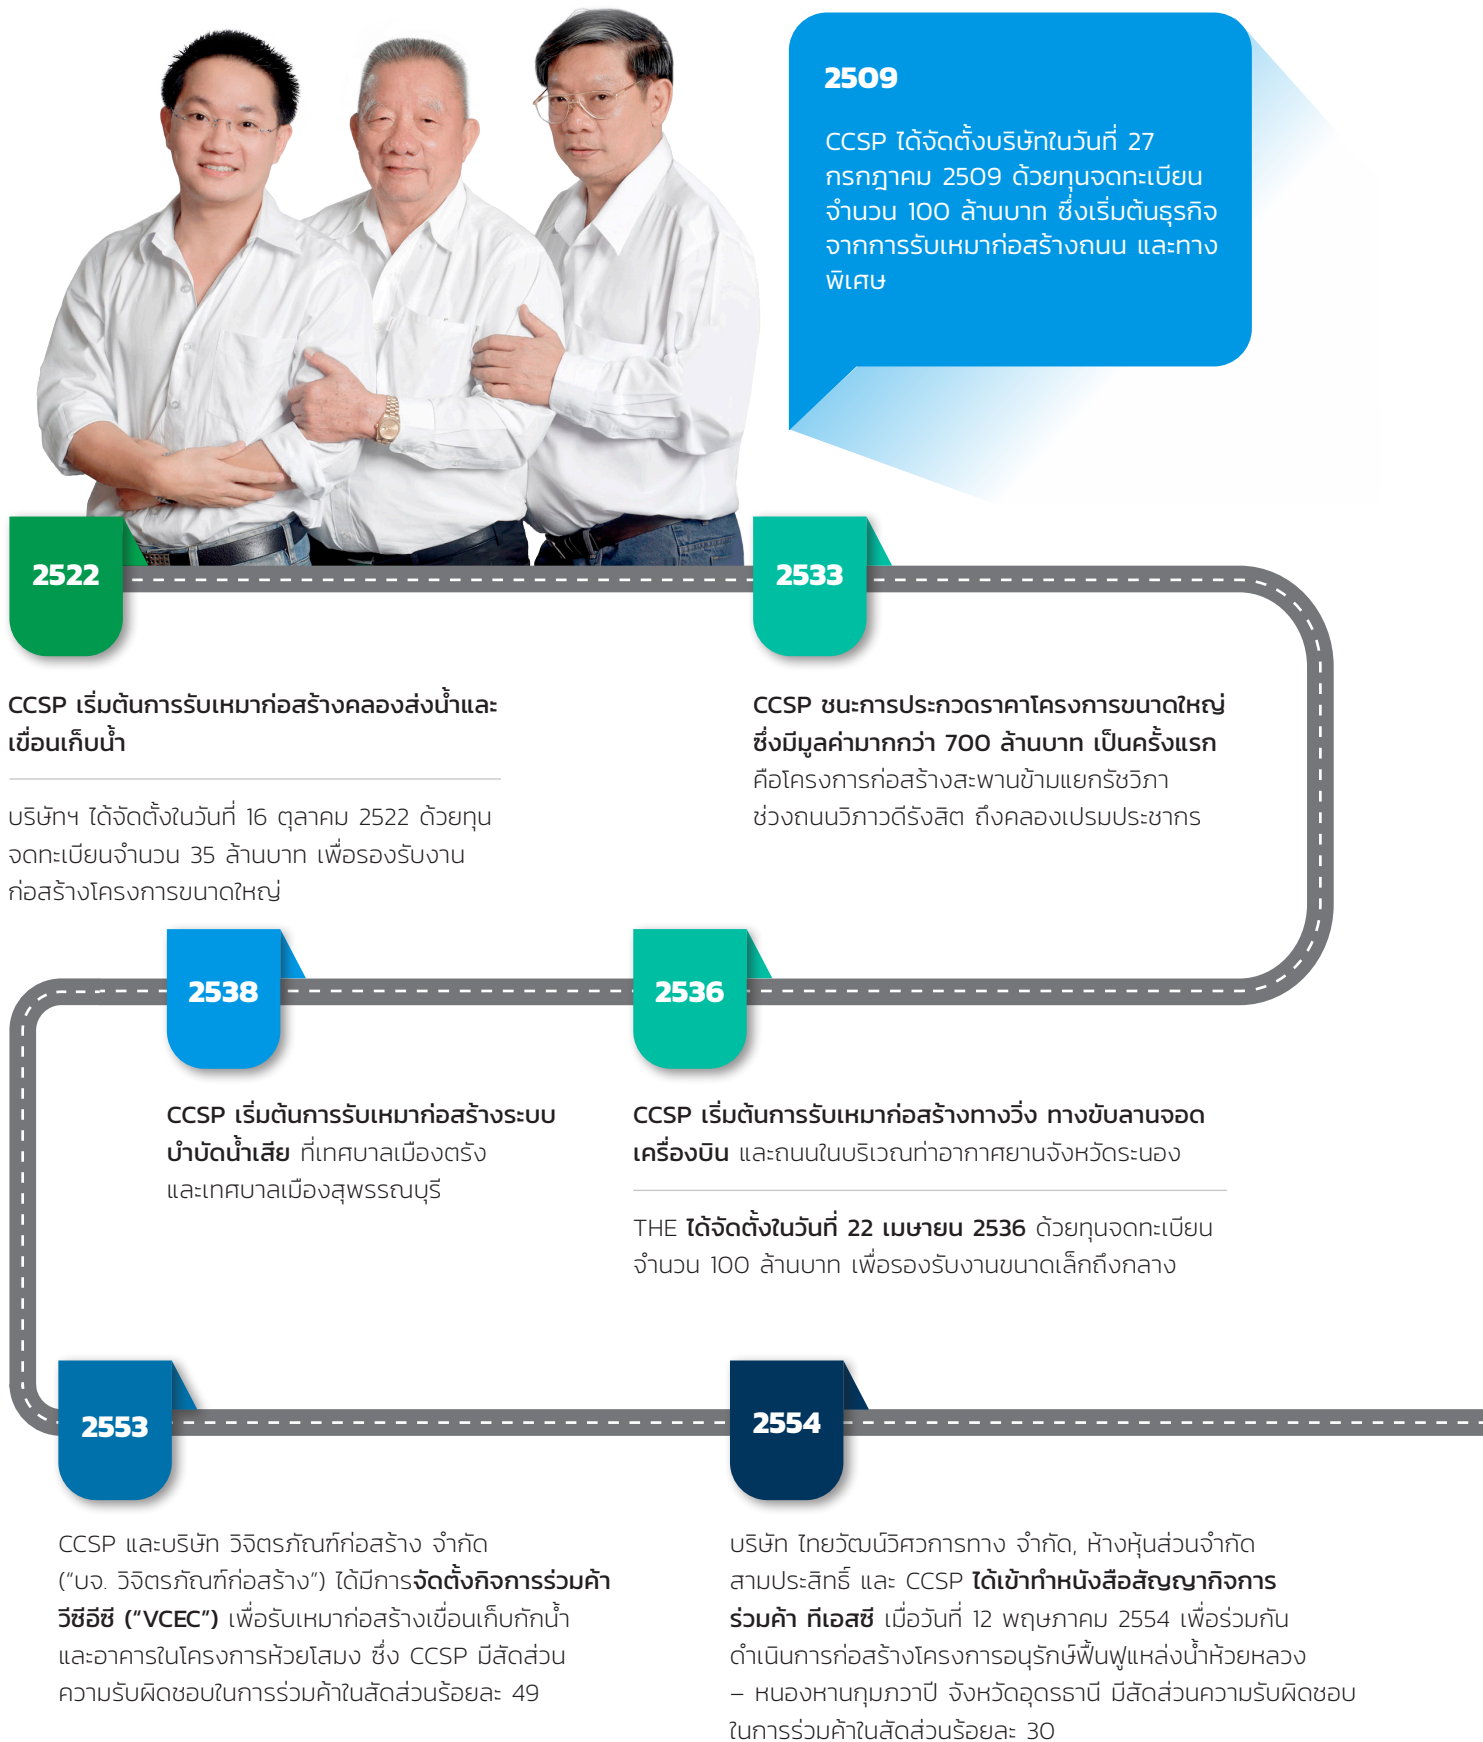 2509
CCSP ได้จัดตั้งบริษัทในวันที่ 27
กรกฎาคม 2509 ด้วยทุนจดทะเบียน
จำนวน 100 ล้านบาท ซึ่งเริ่มต้นธุรกิจ
จากการรับเหมาก่อสร้างถนน และทาง
พิเศษ
2522
CCSP เริ่มต้นการรับเหมาก่อสร้างคลองส่งน้ำและ
เขื่อนเก็บน้ำ
บริษัทฯ ได้จัดตั้งในวันที่ 16 ตุลาคม 2522 ด้วยทุน
จดทะเบียนจำนวน 35 ล้านบาท เพื่อรองรับงาน
ก่อสร้างโครงการขนาดใหญ่
2533
CCSP ชนะการประกวดราคาโครงการขนาดใหญ่
ซึ่งมีมูลค่ามากกว่า 700 ล้านบาท เป็นครั้งแรก
คือโครงการก่อสร้างสะพานข้ามแยกรัชวิภา
ช่วงถนนวิภาวดีรังสิต ถึงคลองเปรมประชากร
2538
CCSP เริ่มต้นการรับเหมาก่อสร้างระบบ
บำบัดน้ำเสีย ที่เทศบาลเมืองตรัง
และเทศบาลเมืองสุพรรณบุรี
2536
CCSP เริ่มต้นการรับเหมาก่อสร้างทางวิ่ง ทางขับลานจอด
เครื่องบิน และถนนในบริเวณท่าอากาศยานจังหวัดระนอง
THE ได้จัดตั้งในวันที่ 22 เมษายน 2536 ด้วยทุนจดทะเบียน
จำนวน 100 ล้านบาท เพื่อรองรับงานขนาดเล็กถึงกลาง
2553
CCSP และบริษัท วิจิตรภัณฑ์ก่อสร้าง จำกัด
(“บจ. วิจิตรภัณฑ์ก่อสร้าง”) ได้มีการจัดตั้งกิจการร่วมค้า
วีซีอีซี (“VCEC”) เพื่อรับเหมาก่อสร้างเขื่อนเก็บกักน้ำ
และอาคารในโครงการห้วยโสมง ซึ่ง CCSP มีสัดส่วน
ความรับผิดชอบในการร่วมค้าในสัดส่วนร้อยละ 49
2554
บริษัท ไทยวัฒน์วิศวการทาง จำกัด, ห้างหุ้นส่วนจำกัด
สามประสิทธิ์ และ CCSP ได้เข้าทำหนังสือสัญญากิจการ
ร่วมค้า ทีเอสซี เมื่อวันที่ 12 พฤษภาคม 2554 เพื่อร่วมกัน
ดำเนินการก่อสร้างโครงการอนุรักษ์ฟื้นฟูแหล่งน้ำห้วยหลวง
– หนองหานกุมภวาปี จังหวัดอุดรธานี มีสัดส่วนความรับผิดชอบ
ในการร่วมค้าในสัดส่วนร้อยละ 30